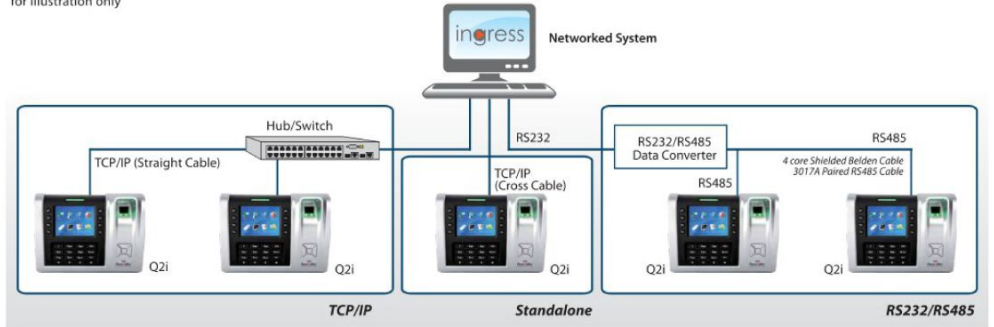 for illustration only
ingress
Networked System
Hub/Switch
TCP/IP (Straight Cable)
RS232
TCP/IP
(Cross Cable)
RS232/RS485
Data Converter
RS485
RS485
4 core Shielded Belden Cable
3017A Paired RS485 Cable
Q2i
Q2i
Q2i
Q2i
Q2i
TCP/IP
Standalone
RS232/RS485